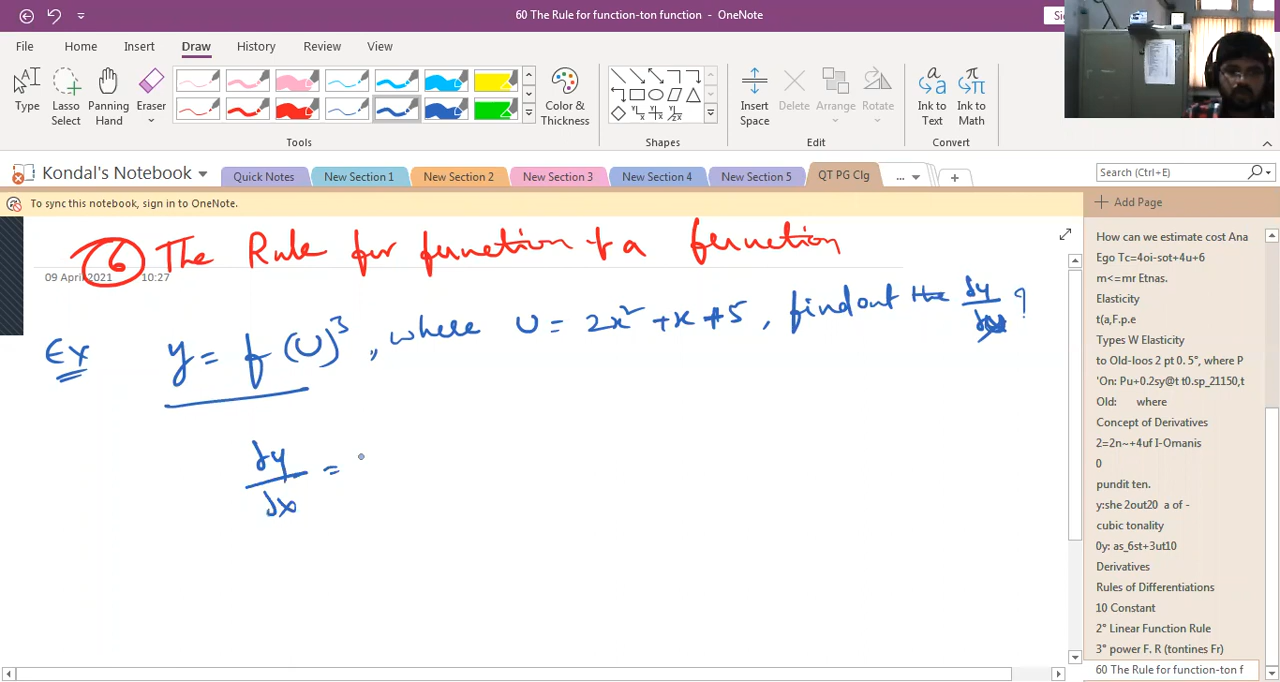 60 The Rule for function-ton function - OneNote
File Home Insert Draw History Review View
Type Lasso Select Panning Hand Eraser Color & Thickness Insert Space Delete Arrange Rotate Ink to Text Ink to Math
Tools Shapes Edit Convert
Kondal's Notebook Quick Notes New Section 1 New Section 2 New Section 3 New Section 4 New Section 5 QT PG Clg ... Search (Ctrl+E)
To sync this notebook, sign in to OneNote.
Add Page
6 The Rule for function of a function
09 April 2021 10:27
Ex y = f (U)³, where U = 2x² + x + 5, find out the dy/dx ?
dy/dx =
How can we estimate cost Ana
Ego Tc=4oi-sot+4u+6
m<=mr Etnas.
Elasticity
t(a,F.p.e
Types W Elasticity
to Old-loos 2 pt 0. 5°, where P
'On: Pu+0.2sy@t t0.sp_21150,t
Old: where
Concept of Derivatives
2=2n~+4uf I-Omanis
0
pundit ten.
y:she 2out20 a of -
cubic tonality
0y: as_6st+3ut10
Derivatives
Rules of Differentiations
10 Constant
2° Linear Function Rule
3° power F. R (tontines Fr)
60 The Rule for function-ton f